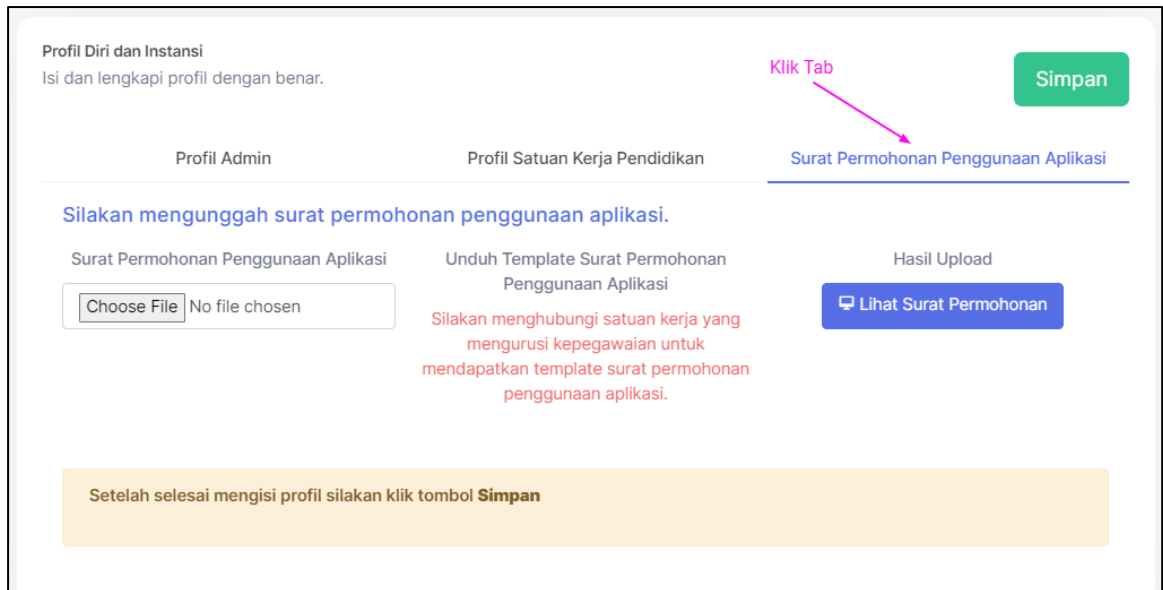 Profil Diri dan Instansi
Isi dan lengkapi profil dengan benar.
Klik Tab
Simpan
Profil Admin
Profil Satuan Kerja Pendidikan
Surat Permohonan Penggunaan Aplikasi
Silakan mengunggah surat permohonan penggunaan aplikasi.
Surat Permohonan Penggunaan Aplikasi
Choose File No file chosen
Unduh Template Surat Permohonan
Penggunaan Aplikasi
Silakan menghubungi satuan kerja yang
mengurusi kepegawaian untuk
mendapatkan template surat permohonan
penggunaan aplikasi.
Hasil Upload
Lihat Surat Permohonan
Setelah selesai mengisi profil silakan klik tombol Simpan